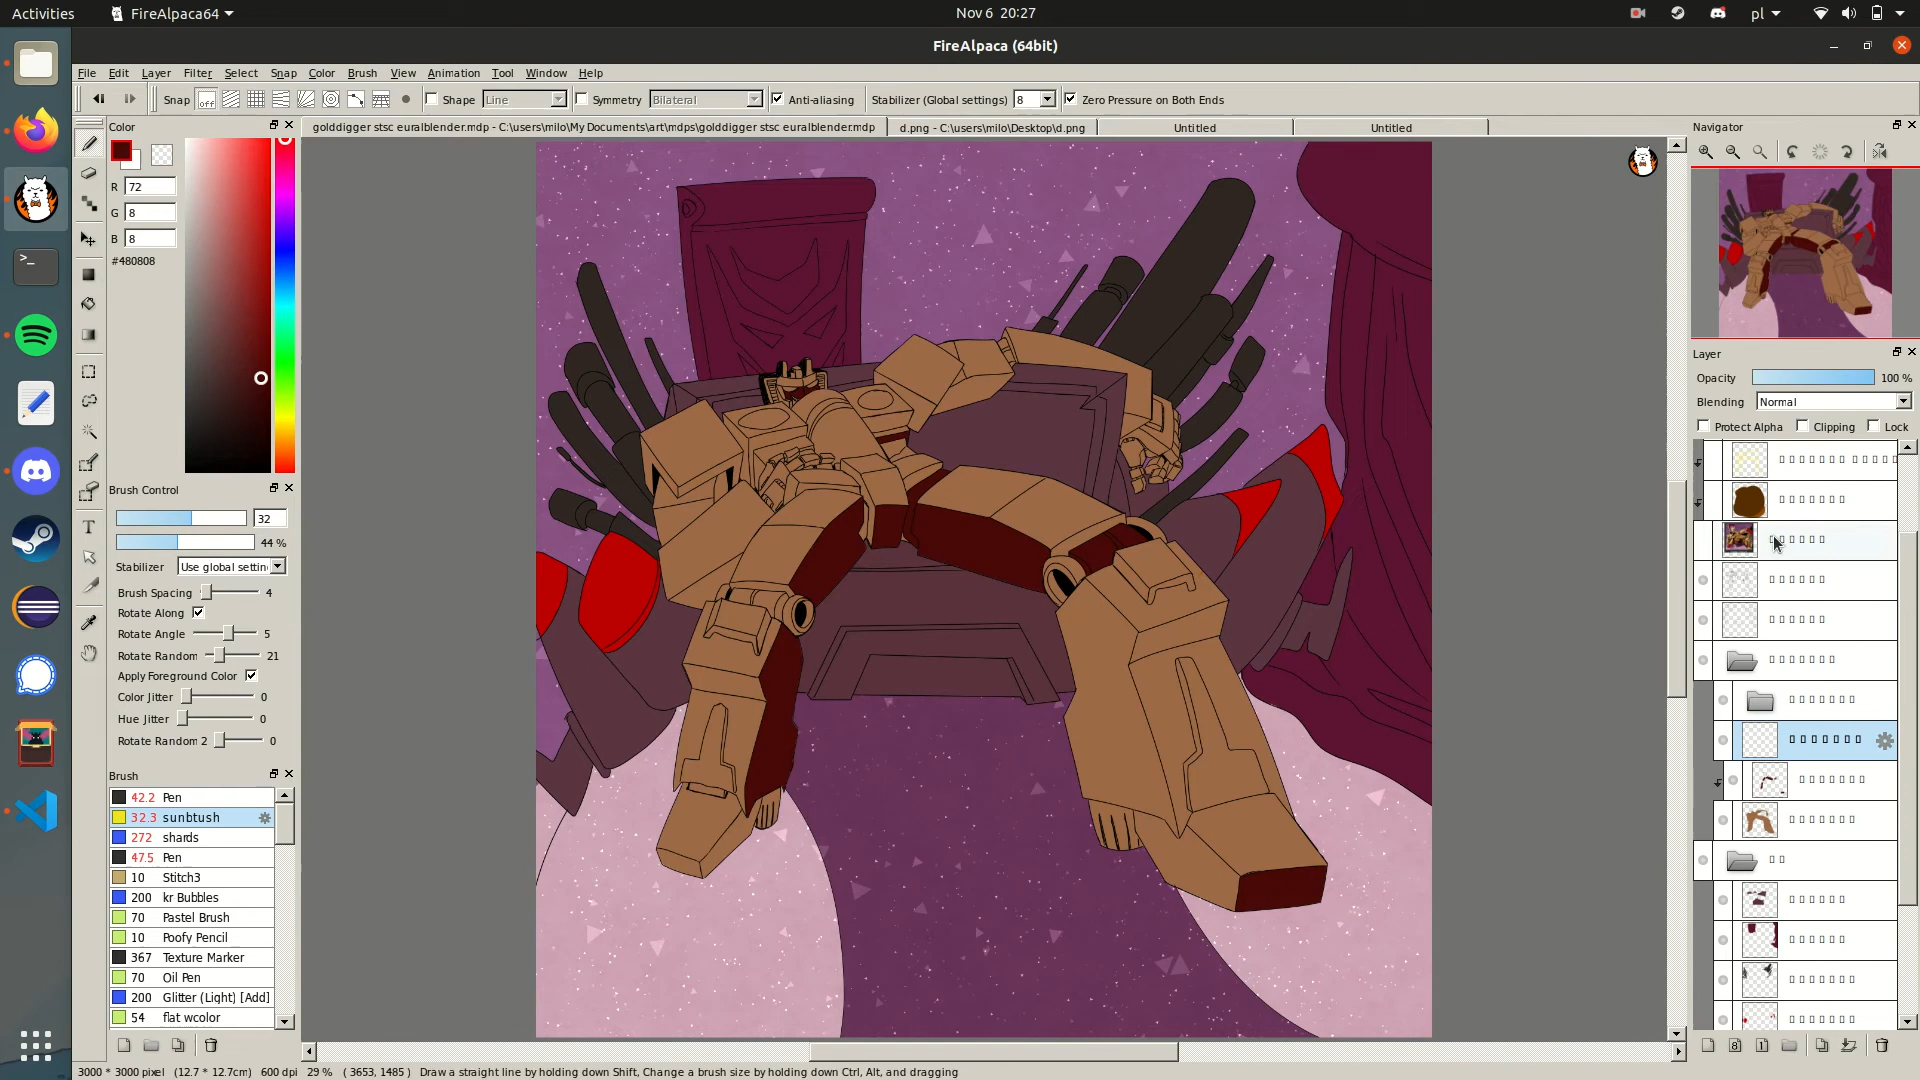 Activities
FireAlpaca64
Nov 6 20:27
pl
FireAlpaca (64bit)
File Edit Layer Filter Select Snap Color Brush View Animation Tool Window Help
Snap off Shape Line Symmetry Bilateral Anti-aliasing Stabilizer (Global settings) 8 Zero Pressure on Both Ends
Color
golddigger stsc euralblender.mdp - C:\users\milo\My Documents\art\mdps\golddigger stsc euralblender.mdp
d.png - C:\users\milo\Desktop\d.png
Untitled
Untitled
R 72
G 8
B 8
#480808
Brush Control
32
44 %
Stabilizer Use global settin
Brush Spacing 4
Rotate Along
Rotate Angle 5
Rotate Random 21
Apply Foreground Color
Color Jitter 0
Hue Jitter 0
Rotate Random 2 0
Brush
42.2 Pen
32.3 sunbtush
272 shards
47.5 Pen
10 Stitch3
200 kr Bubbles
70 Pastel Brush
10 Poofy Pencil
367 Texture Marker
70 Oil Pen
200 Glitter (Light) [Add]
54 flat wcolor
Navigator
Layer
Opacity 100 %
Blending Normal
Protect Alpha Clipping Lock
3000 * 3000 pixel (12.7 * 12.7cm) 600 dpi 29 % ( 3653, 1485 ) Draw a straight line by holding down Shift, Change a brush size by holding down Ctrl, Alt, and dragging